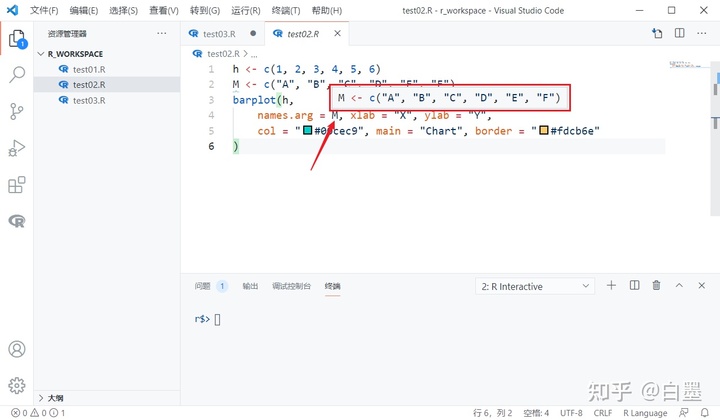 文件(F) 编辑(E) 选择(S) 查看(V) 转到(G) 运行(R) 终端(T) 帮助(H) test02.R - r_workspace - Visual Studio Code
资源管理器
R_WORKSPACE
test01.R
test02.R
test03.R
test03.R test02.R
test02.R > ...
1 h <- c(1, 2, 3, 4, 5, 6)
2 M <- c("A", "B", "C", "D", "E", "F")
M <- c("A", "B", "C", "D", "E", "F")
3 barplot(h,
4 names.arg = M, xlab = "X", ylab = "Y",
5 col = "#00cec9", main = "Chart", border = "#fdcb6e"
6 )
问题 1 输出 调试控制台 终端 2: R Interactive
r$>
大纲
知乎 @白墨
0 0 1 行 6，列 2 空格: 4 UTF-8 CRLF R Language
1